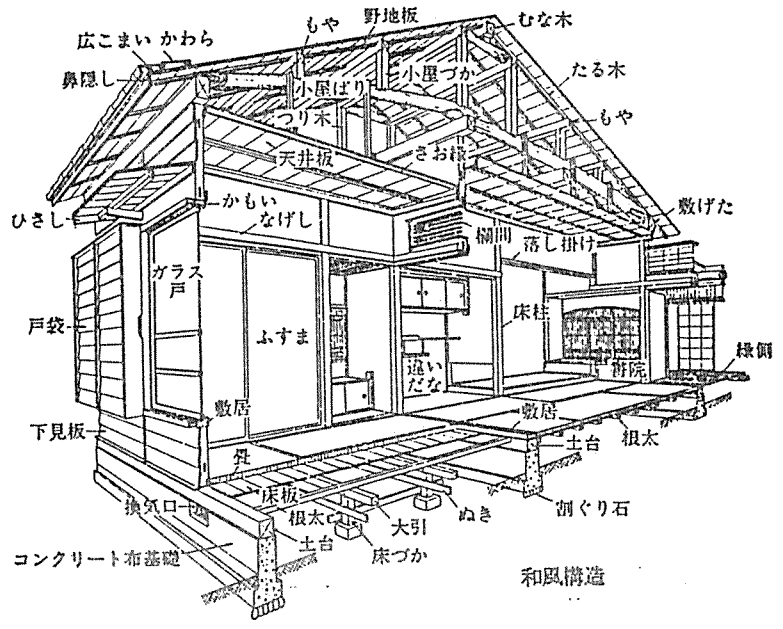 もや
野地板
むな木
広こまい
かわら
鼻隠し
小屋ばり
小屋づか
たる木
つり木
もや
天井板
さお縁
かもい
ひさし
なげし
欄間
敷げた
落し掛け
ガラス
戸
戸袋
ふすま
床柱
違い
だな
書院
縁側
敷居
敷居
下見板
畳
土台
根太
床板
換気口
根太
大引
ぬき
割ぐり石
土台
床づか
コンクリート布基礎
和風構造